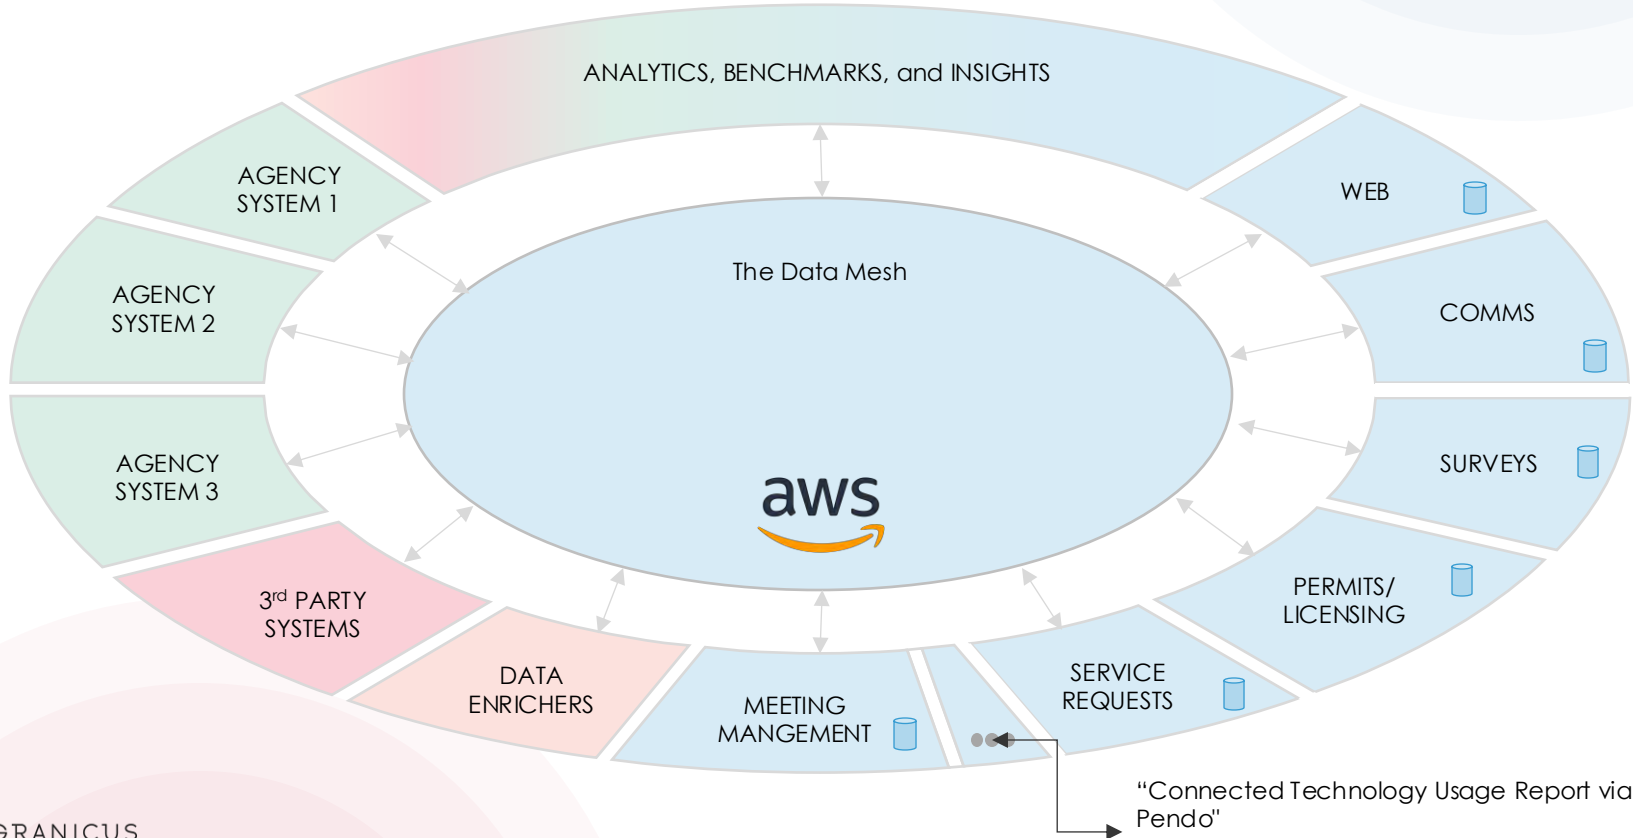 ANALYTICS, BENCHMARKS, and INSIGHTS
AGENCY
SYSTEM 1
WEB
The Data Mesh
AGENCY
SYSTEM 2
COMMS
AGENCY
SYSTEM 3
SURVEYS
aws
3rd PARTY
SYSTEMS
PERMITS/
LICENSING
DATA
ENRICHERS
MEETING
MANGEMENT
SERVICE
REQUESTS
"Connected Technology Usage Report via
Pendo"
GRANICUS